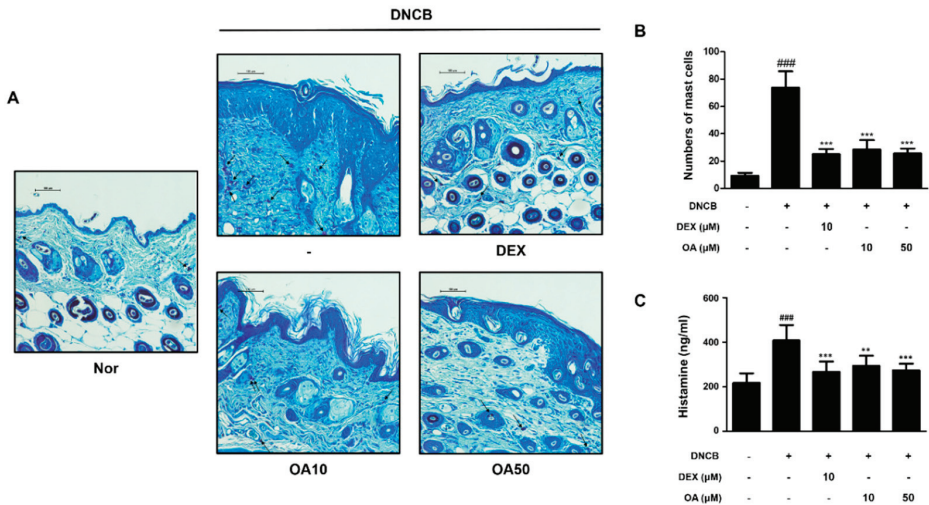 DNCB
A
Nor
-
DEX
OA10
OA50
B
Numbers of mast cells
100
80
60
40
20
0
###
***
***
***
DNCB - + + + +
DEX (μM) - - 10 - -
OA (μM) - - - 10 50
C
Histamine (ng/ml)
600
400
200
0
###
***
**
***
DNCB - + + + +
DEX (μM) - - 10 - -
OA (μM) - - - 10 50